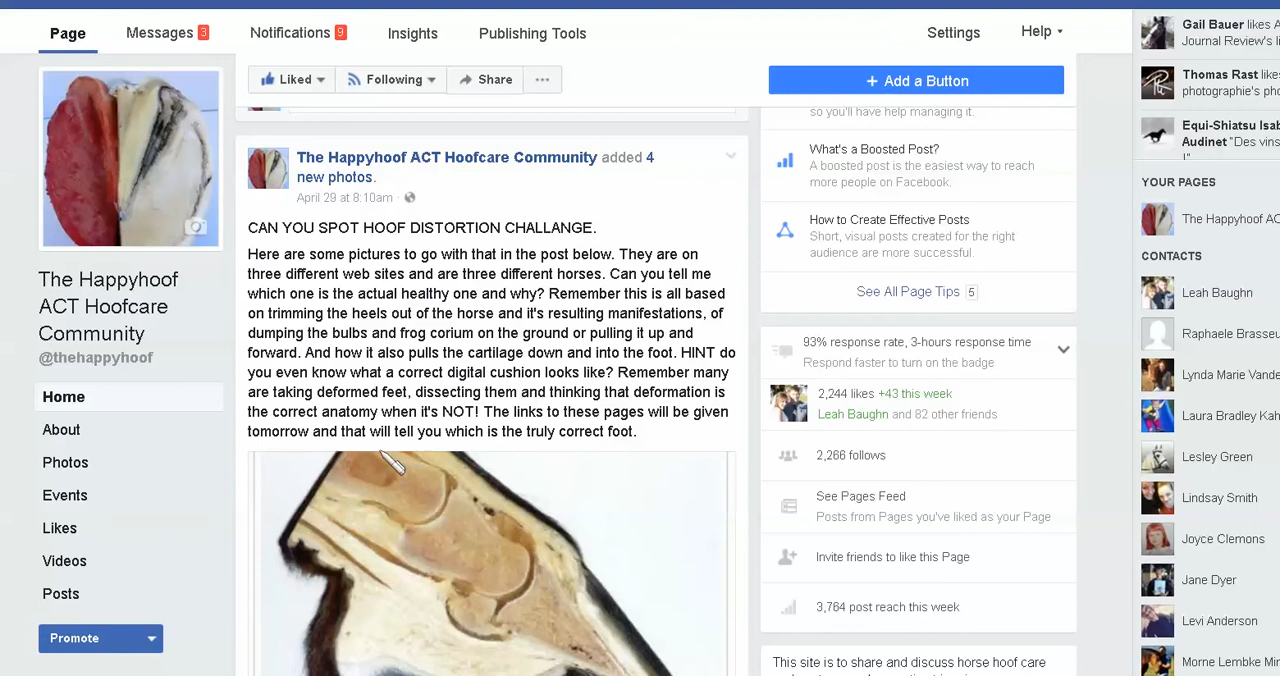 Page
Messages 3
Notifications 9
Insights
Publishing Tools
Settings
Help
Liked
Following
Share
+ Add a Button
The Happyhoof
ACT Hoofcare
Community
@thehappyhoof
Home
About
Photos
Events
Likes
Videos
Posts
Promote
The Happyhoof ACT Hoofcare Community added 4
new photos.
April 29 at 8:10am ·
CAN YOU SPOT HOOF DISTORTION CHALLANGE.
Here are some pictures to go with that in the post below. They are on
three different web sites and are three different horses. Can you tell me
which one is the actual healthy one and why? Remember this is all based
on trimming the heels out of the horse and it's resulting manifestations, of
dumping the bulbs and frog corium on the ground or pulling it up and
forward. And how it also pulls the cartilage down and into the foot. HINT do
you even know what a correct digital cushion looks like? Remember many
are taking deformed feet, dissecting them and thinking that deformation is
the correct anatomy when it's NOT! The links to these pages will be given
tomorrow and that will tell you which is the truly correct foot.
so you'll have help managing it.
What's a Boosted Post?
A boosted post is the easiest way to reach
more people on Facebook.
How to Create Effective Posts
Short, visual posts created for the right
audience are more successful.
See All Page Tips 5
93% response rate, 3-hours response time
Respond faster to turn on the badge
2,244 likes +43 this week
Leah Baughn and 82 other friends
2,266 follows
See Pages Feed
Posts from Pages you've liked as your Page
Invite friends to like this Page
3,764 post reach this week
This site is to share and discuss horse hoof care
Gail Bauer likes A
Journal Review's li
Thomas Rast like
photographie's pho
Equi-Shiatsu Isab
Audinet "Des vins
!"
YOUR PAGES
The Happyhoof AC
CONTACTS
Leah Baughn
Raphaele Brasseu
Lynda Marie Vande
Laura Bradley Kah
Lesley Green
Lindsay Smith
Joyce Clemons
Jane Dyer
Levi Anderson
Morne Lembke Min